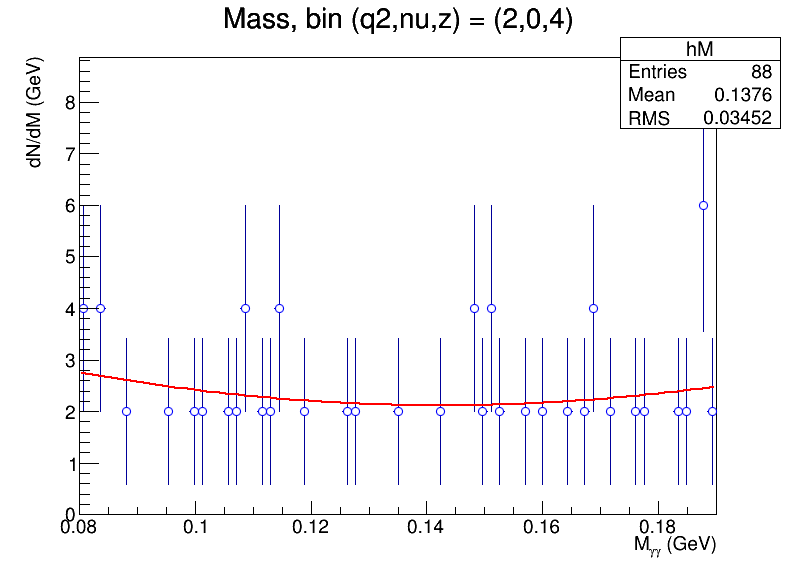 Mass, bin (q2,nu,z) = (2,0,4)
hM
Entries 88
Mean 0.1376
RMS 0.03452
dN/dM (GeV)
8
7
6
5
4
3
2
1
0
0.08 0.1 0.12 0.14 0.16 0.18
Mγγ (GeV)